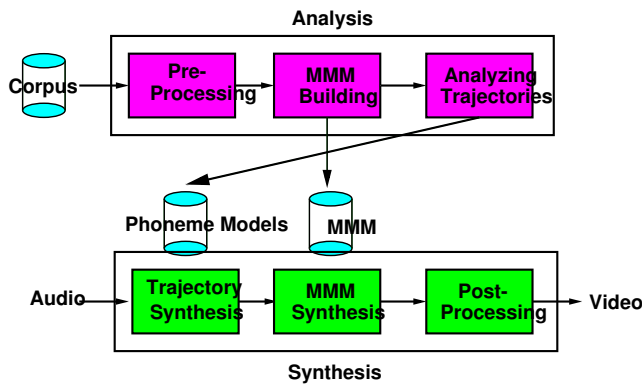 Analysis
Corpus
Pre-
Processing
MMM
Building
Analyzing
Trajectories
Phoneme Models
MMM
Audio
Trajectory
Synthesis
MMM
Synthesis
Post-
Processing
Video
Synthesis